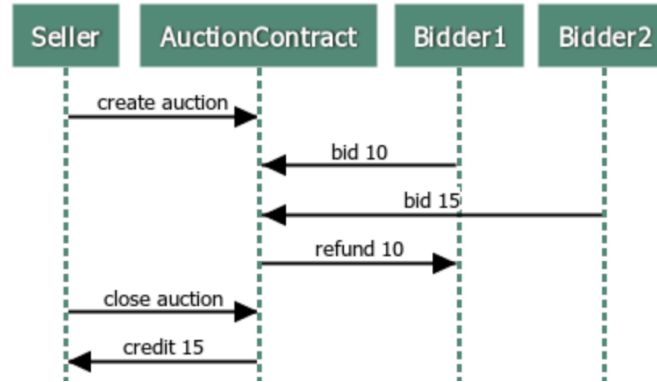 Seller AuctionContract Bidder1 Bidder2
create auction
bid 10
bid 15
refund 10
close auction
credit 15